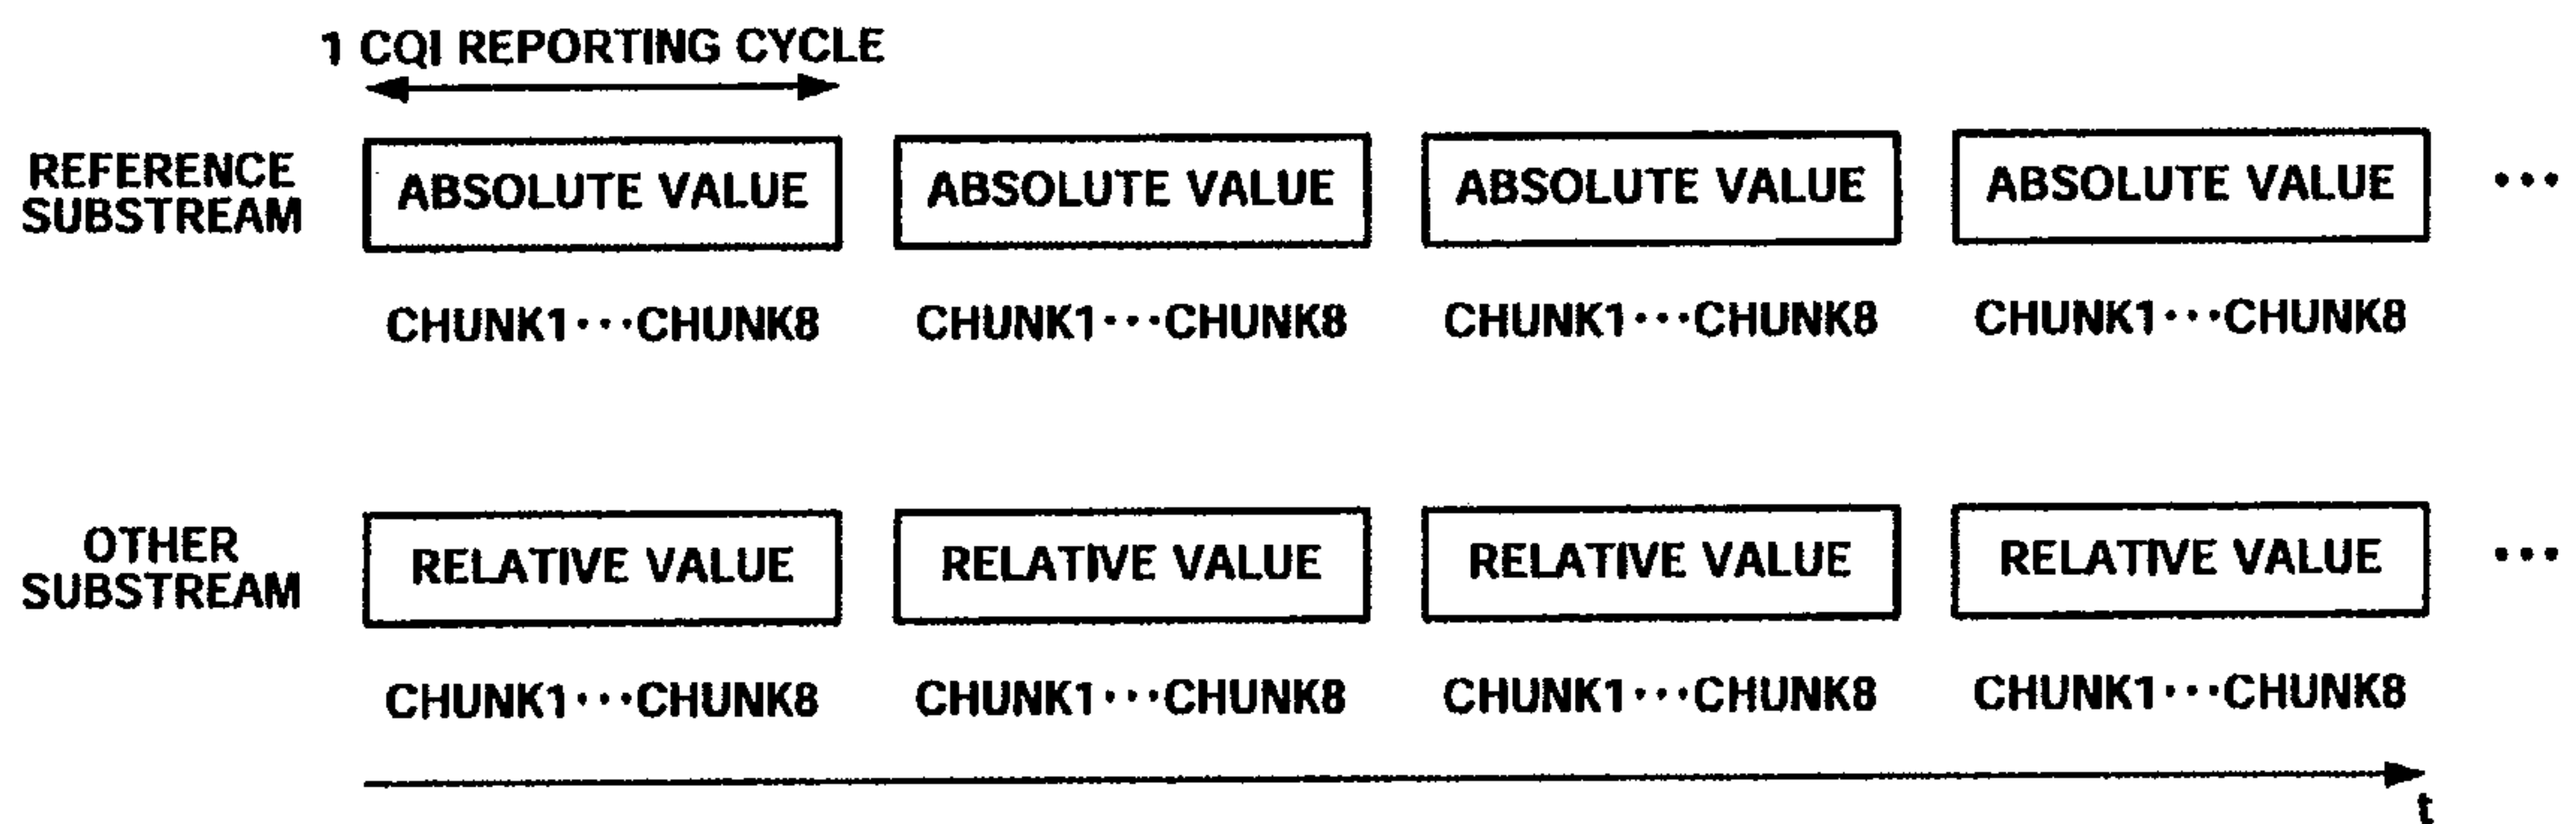 1 CQI REPORTING CYCLE
REFERENCE
SUBSTREAM
ABSOLUTE VALUE ABSOLUTE VALUE ABSOLUTE VALUE ABSOLUTE VALUE ...
CHUNK1···CHUNK8 CHUNK1···CHUNK8 CHUNK1···CHUNK8 CHUNK1···CHUNK8
OTHER
SUBSTREAM
RELATIVE VALUE RELATIVE VALUE RELATIVE VALUE RELATIVE VALUE ...
CHUNK1···CHUNK8 CHUNK1···CHUNK8 CHUNK1···CHUNK8 CHUNK1···CHUNK8
t